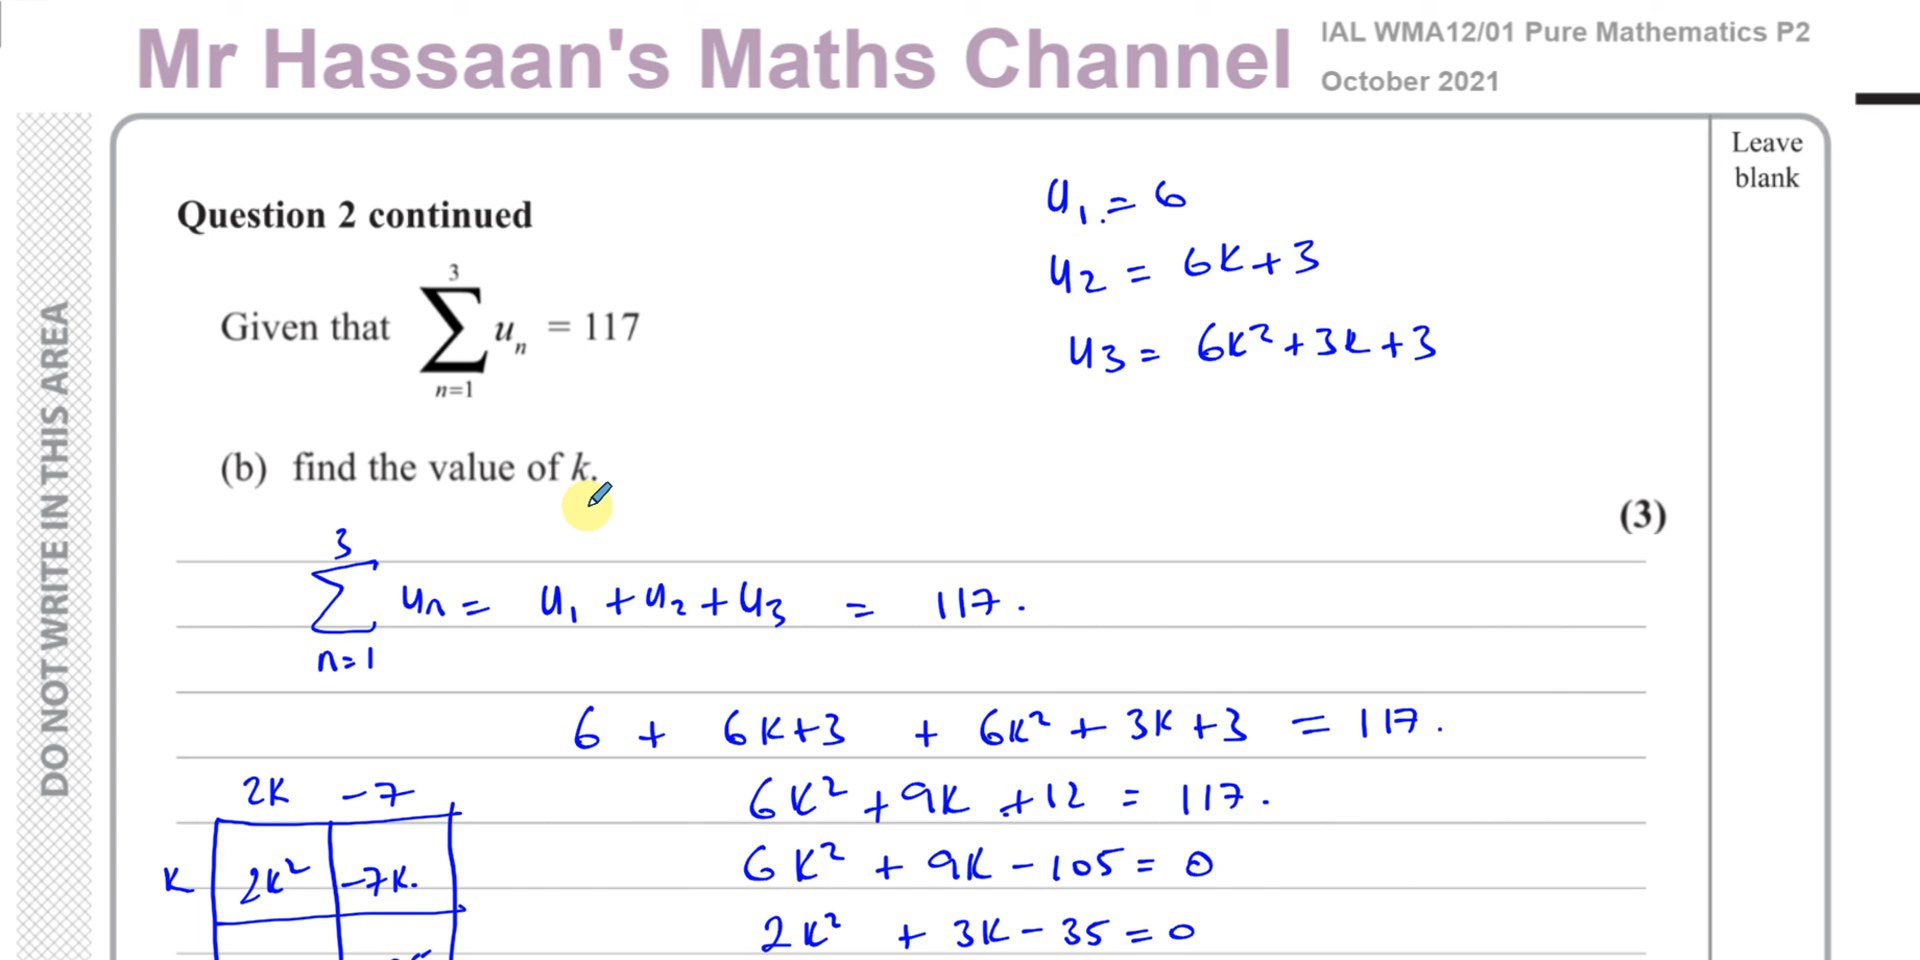 Mr Hassaan's Maths Channel
IAL WMA12/01 Pure Mathematics P2
October 2021
Leave
blank
DO NOT WRITE IN THIS AREA
Question 2 continued
u₁ = 6
u₂ = 6k+3
u₃ = 6k²+3k+3
Given that ∑ₙ₌₁³ uₙ = 117
(b) find the value of k.
(3)
∑ₙ₌₁³ uₙ = u₁ + u₂ + u₃ = 117.
6 + 6k+3 + 6k² + 3k + 3 = 117.
2k -7
6k² + 9k + 12 = 117.
k 2k² -7k.
6k² + 9k - 105 = 0
2k² + 3k - 35 = 0